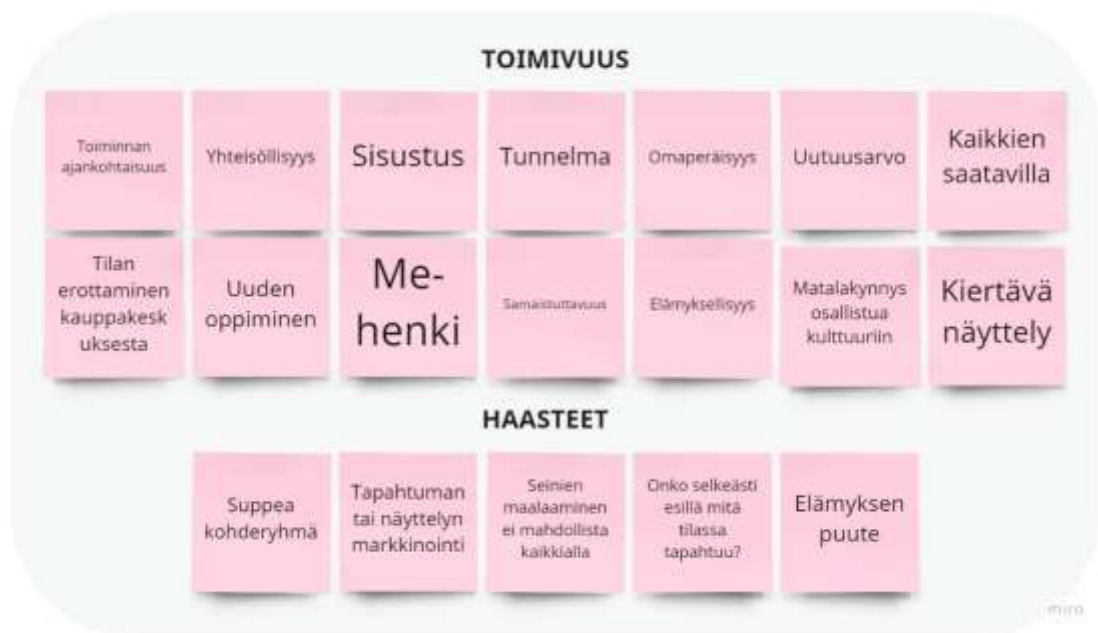 TOIMIVUUS
Toiminnan
ajankohtaisuus
Yhteisöllisyys
Sisustus
Tunnelma
Omaperäisyys
Uutuusarvo
Kaikkien
saatavilla
Tilan
erottaminen
kauppakesk
uksesta
Uuden
oppiminen
Me-
henki
Samaistuttavuus
Elämyksellisyys
Matalakynnys
osallistua
kulttuuriin
Kiertävä
näyttely
HAASTEET
Suppea
kohderyhmä
Tapahtuman
tai näyttelyn
markkinointi
Seinien
maalaaminen
ei mahdollista
kaikkialla
Onko selkeästi
esillä mitä
tilassa
tapahtuu?
Elämyksen
puute
miro